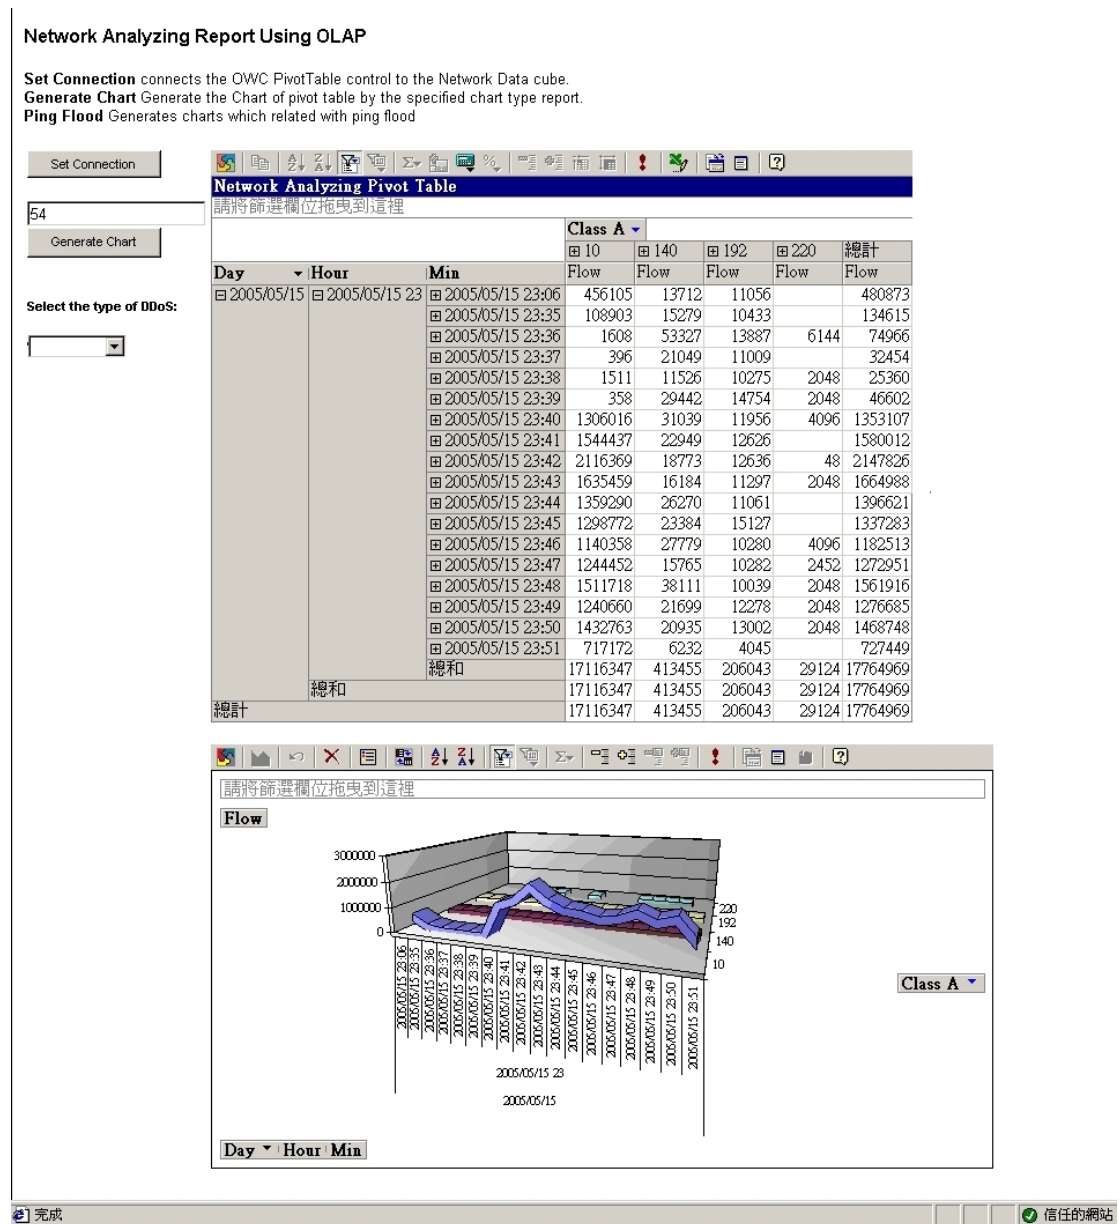 Network Analyzing Report Using OLAP
Set Connection connects the OWC PivotTable control to the Network Data cube.
Generate Chart Generate the Chart of pivot table by the specified chart type report.
Ping Flood Generates charts which related with ping flood
Set Connection
54
Generate Chart
Select the type of DDoS:
Network Analyzing Pivot Table
請將篩選欄位拖曳到這裡
Class A
10 140 192 220 總計
Day Hour Min Flow Flow Flow Flow Flow
2005/05/15 2005/05/15 23 2005/05/15 23:06 456105 13712 11056 480873
2005/05/15 23:35 108903 15279 10433 134615
2005/05/15 23:36 1608 53327 13887 6144 74966
2005/05/15 23:37 396 21049 11009 32454
2005/05/15 23:38 1511 11526 10275 2048 25360
2005/05/15 23:39 358 29442 14754 2048 46602
2005/05/15 23:40 1306016 31039 11956 4096 1353107
2005/05/15 23:41 1544437 22949 12626 1580012
2005/05/15 23:42 2116369 18773 12636 48 2147826
2005/05/15 23:43 1635459 16184 11297 2048 1664988
2005/05/15 23:44 1359290 26270 11061 1396621
2005/05/15 23:45 1298772 23384 15127 1337283
2005/05/15 23:46 1140358 27779 10280 4096 1182513
2005/05/15 23:47 1244452 15765 10282 2452 1272951
2005/05/15 23:48 1511718 38111 10039 2048 1561916
2005/05/15 23:49 1240660 21699 12278 2048 1276685
2005/05/15 23:50 1432763 20935 13002 2048 1468748
2005/05/15 23:51 717172 6232 4045 727449
總和 17116347 413455 206043 29124 17764969
總和 17116347 413455 206043 29124 17764969
總計 17116347 413455 206043 29124 17764969
請將篩選欄位拖曳到這裡
Flow
3000000
2000000
1000000
0
220
192
140
10
Class A
2005/05/15 23:06
2005/05/15 23:35
2005/05/15 23:36
2005/05/15 23:37
2005/05/15 23:38
2005/05/15 23:39
2005/05/15 23:40
2005/05/15 23:41
2005/05/15 23:42
2005/05/15 23:43
2005/05/15 23:44
2005/05/15 23:45
2005/05/15 23:46
2005/05/15 23:47
2005/05/15 23:48
2005/05/15 23:49
2005/05/15 23:50
2005/05/15 23:51
2005/05/15 23
2005/05/15
Day Hour Min
完成
信任的網站